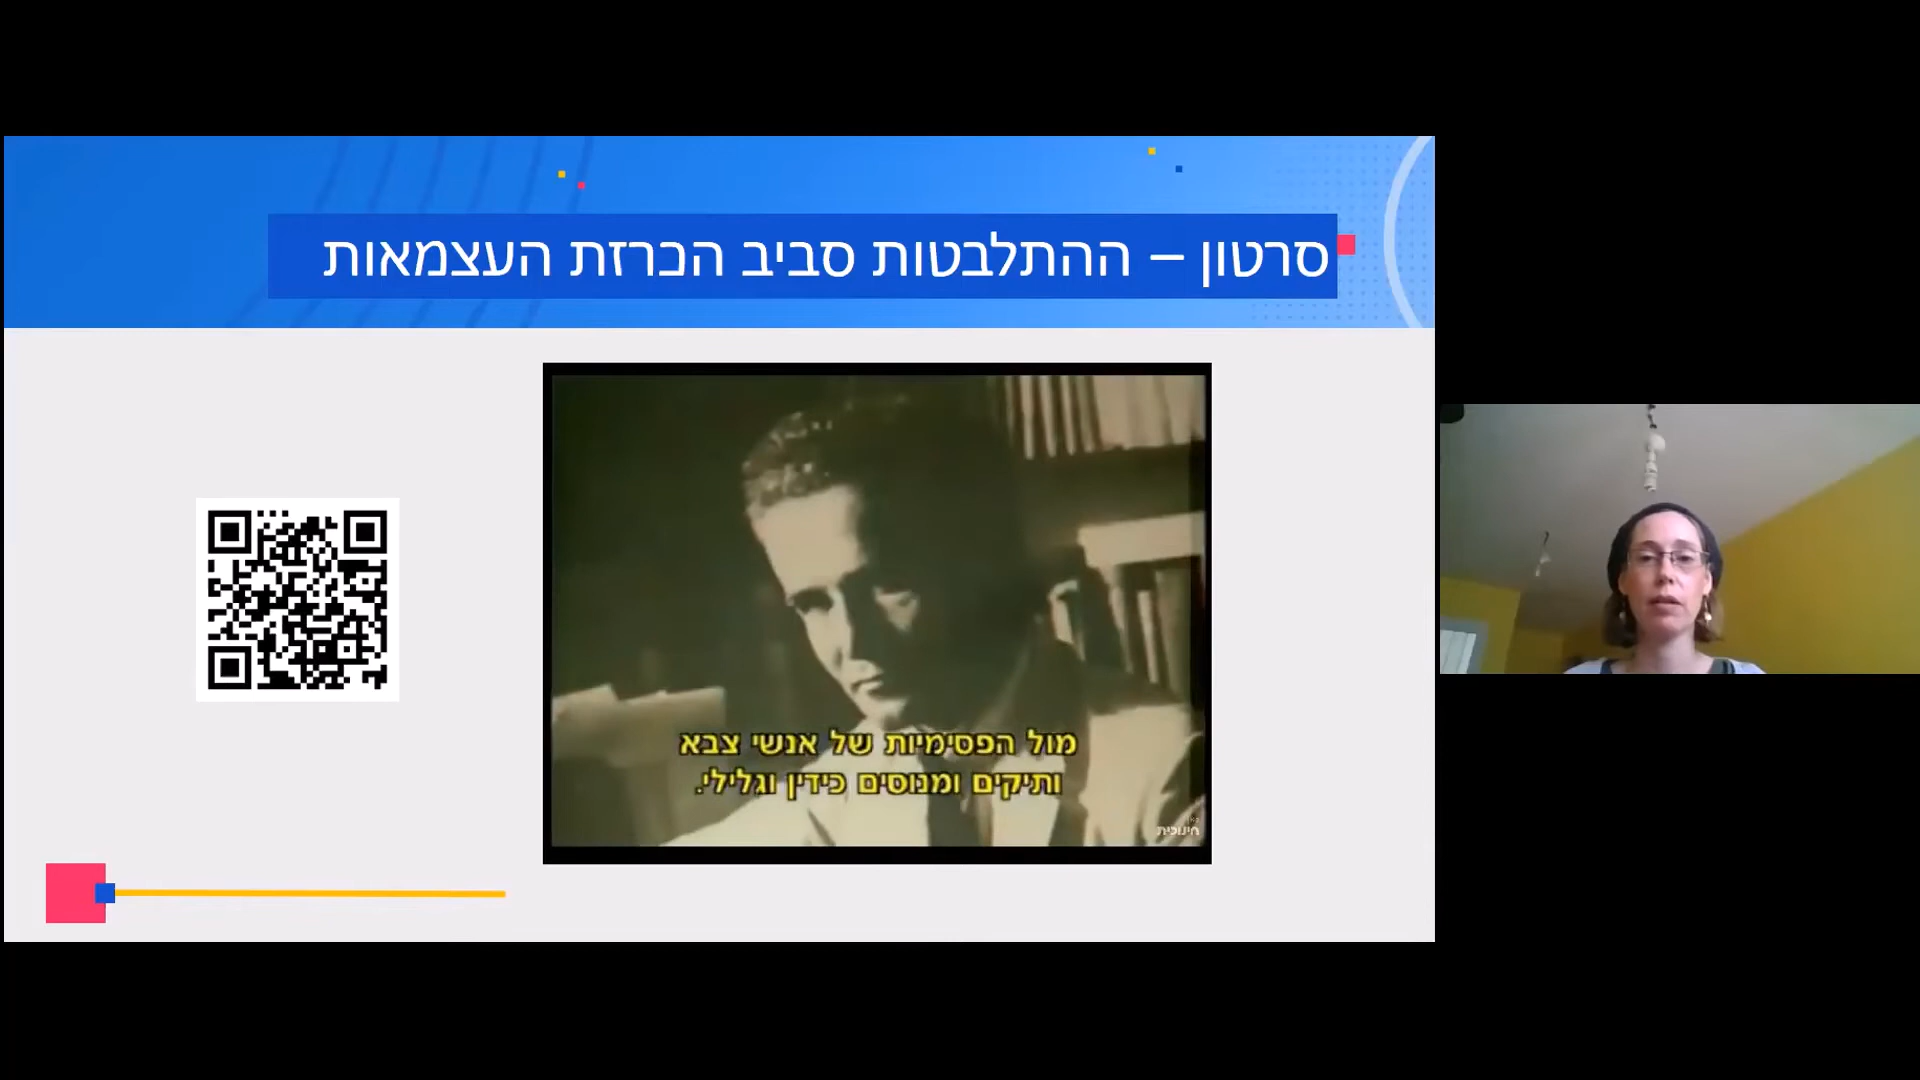 סרטון – ההתלבטות סביב הכרזת העצמאות
מול הפסימיות של אנשי צבא
ותיקים ומנוסים כידין וגלילי.
חינוכית